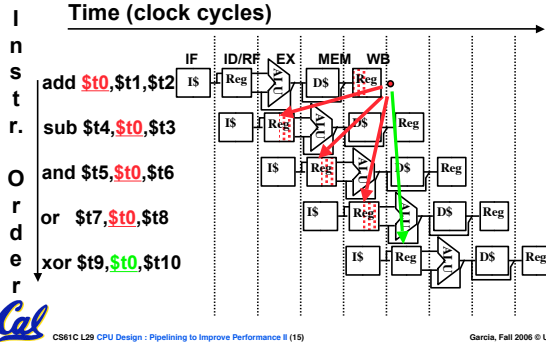 Time (clock cycles)
Instr.
Order
IF ID/RF EX MEM WB
add $t0,$t1,$t2 I$ Reg ALU D$ Reg
sub $t4,$t0,$t3 I$ Reg ALU D$ Reg
and $t5,$t0,$t6 I$ Reg ALU D$ Reg
or $t7,$t0,$t8 I$ Reg ALU D$ Reg
xor $t9,$t0,$t10 I$ Reg ALU D$ Reg
Cal
CS61C L29 CPU Design : Pipelining to Improve Performance II (15)
Garcia, Fall 2006 ©